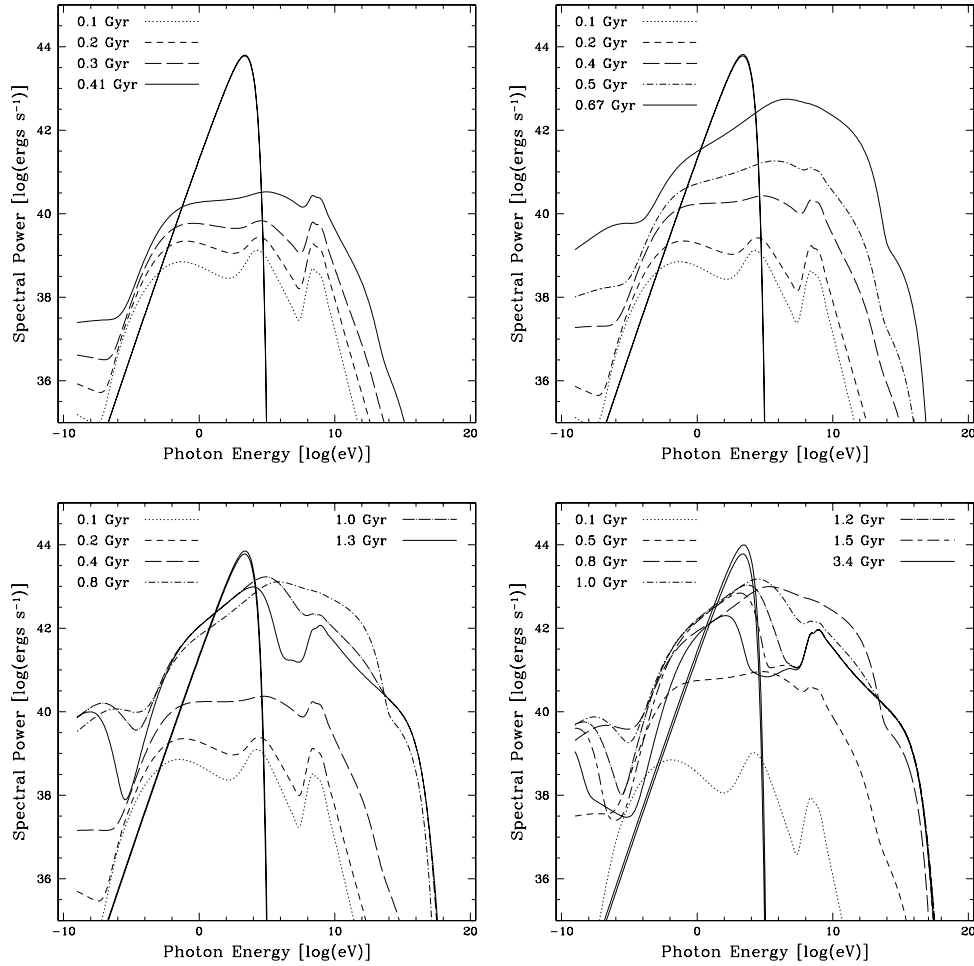 44
42
40
38
36
Spectral Power [log(ergs s⁻¹)]
0.1 Gyr
0.2 Gyr
0.3 Gyr
0.41 Gyr
-10
0
10
20
Photon Energy [log(eV)]
44
42
40
38
36
Spectral Power [log(ergs s⁻¹)]
0.1 Gyr
0.2 Gyr
0.4 Gyr
0.5 Gyr
0.67 Gyr
-10
0
10
20
Photon Energy [log(eV)]
44
42
40
38
36
Spectral Power [log(ergs s⁻¹)]
0.1 Gyr
0.2 Gyr
0.4 Gyr
0.8 Gyr
1.0 Gyr
1.3 Gyr
-10
0
10
20
Photon Energy [log(eV)]
44
42
40
38
36
Spectral Power [log(ergs s⁻¹)]
0.1 Gyr
0.5 Gyr
0.8 Gyr
1.0 Gyr
1.2 Gyr
1.5 Gyr
3.4 Gyr
-10
0
10
20
Photon Energy [log(eV)]